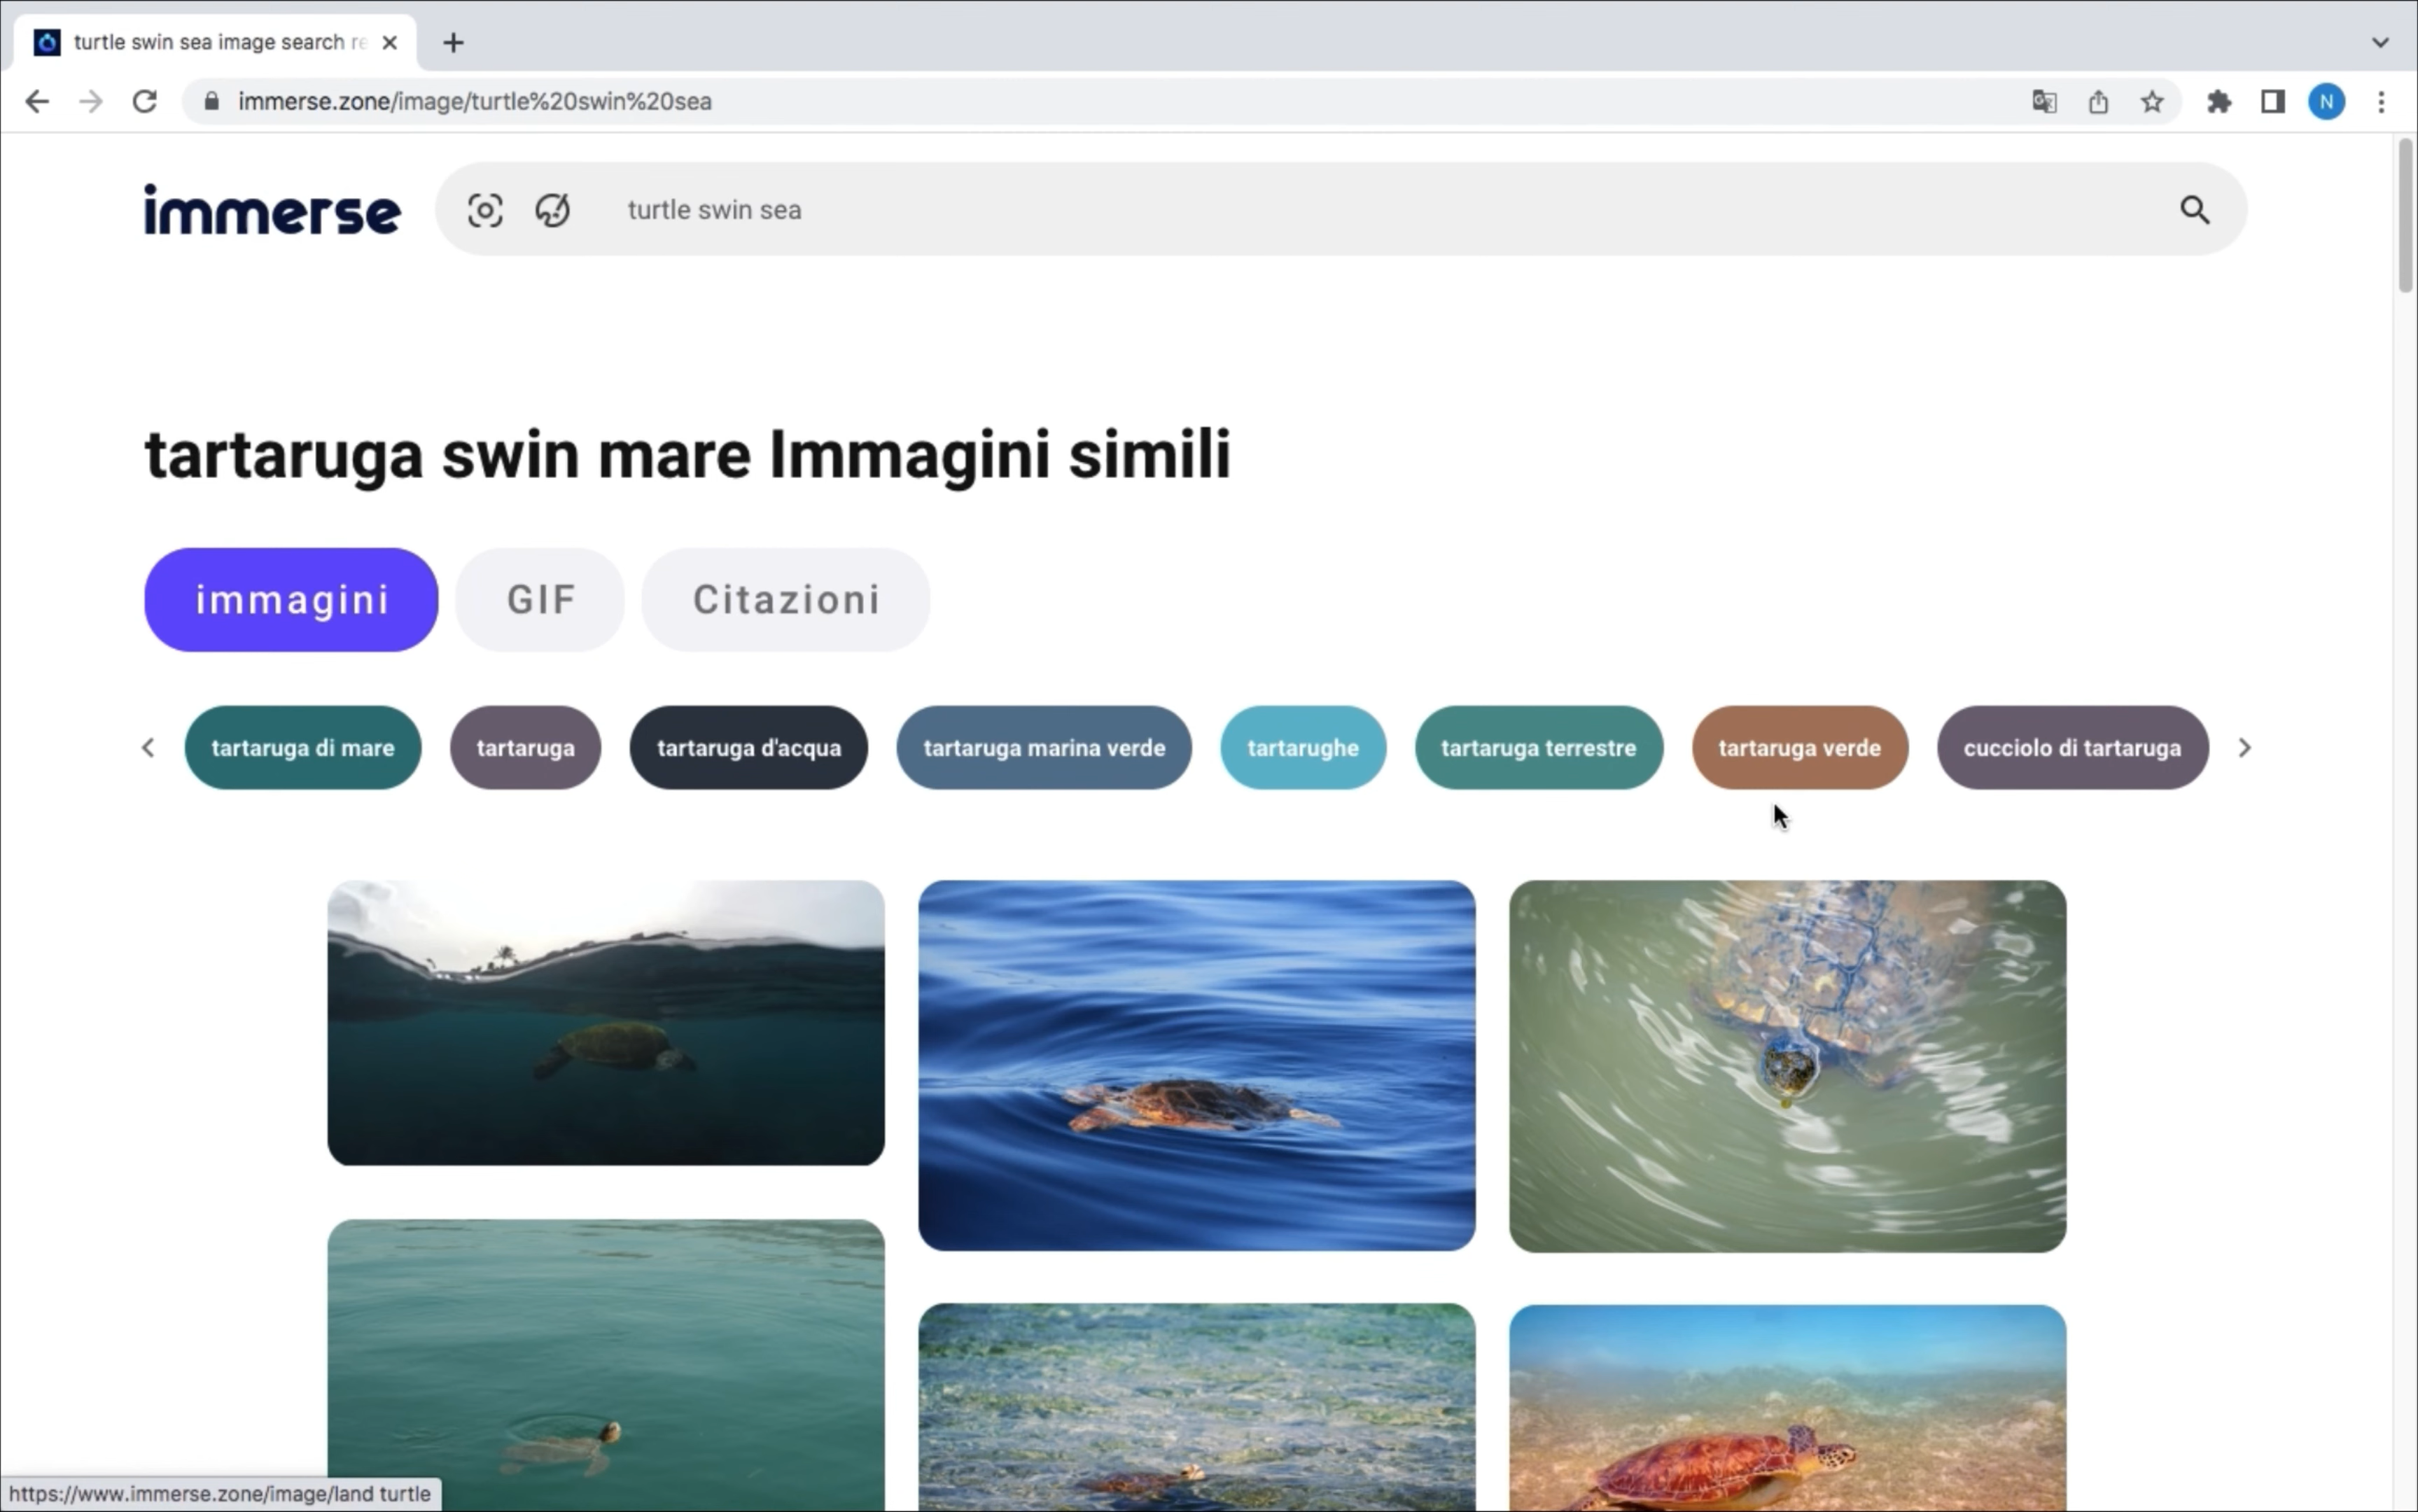 turtle swin sea image search re
immerse.zone/image/turtle%20swin%20sea
N
immerse
turtle swin sea
tartaruga swin mare Immagini simili
immagini GIF Citazioni
tartaruga di mare tartaruga tartaruga d'acqua tartaruga marina verde tartarughe tartaruga terrestre tartaruga verde cucciolo di tartaruga
https://www.immerse.zone/image/land turtle